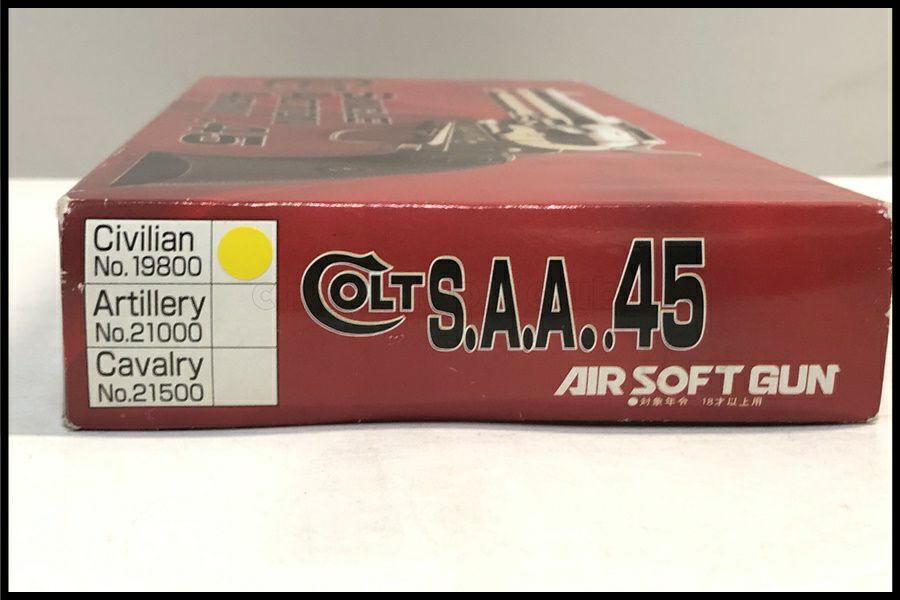 Civilian
No.19800
Artillery
No.21000
Cavalry
No.21500
COLT S.A.A. .45
AIR SOFT GUN
●対象年令 18才以上用